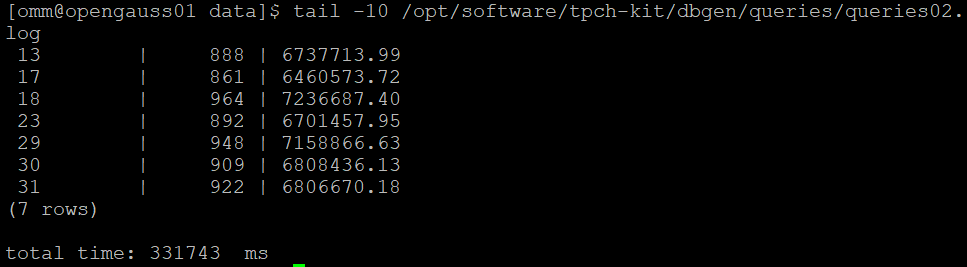 [omm@opengauss01 data]$ tail -10 /opt/software/tpch-kit/dbgen/queries/queries02.
log
 13         |      888 | 6737713.99
 17         |      861 | 6460573.72
 18         |      964 | 7236687.40
 23         |      892 | 6701457.95
 29         |      948 | 7158866.63
 30         |      909 | 6808436.13
 31         |      922 | 6806670.18
(7 rows)

total time: 331743  ms